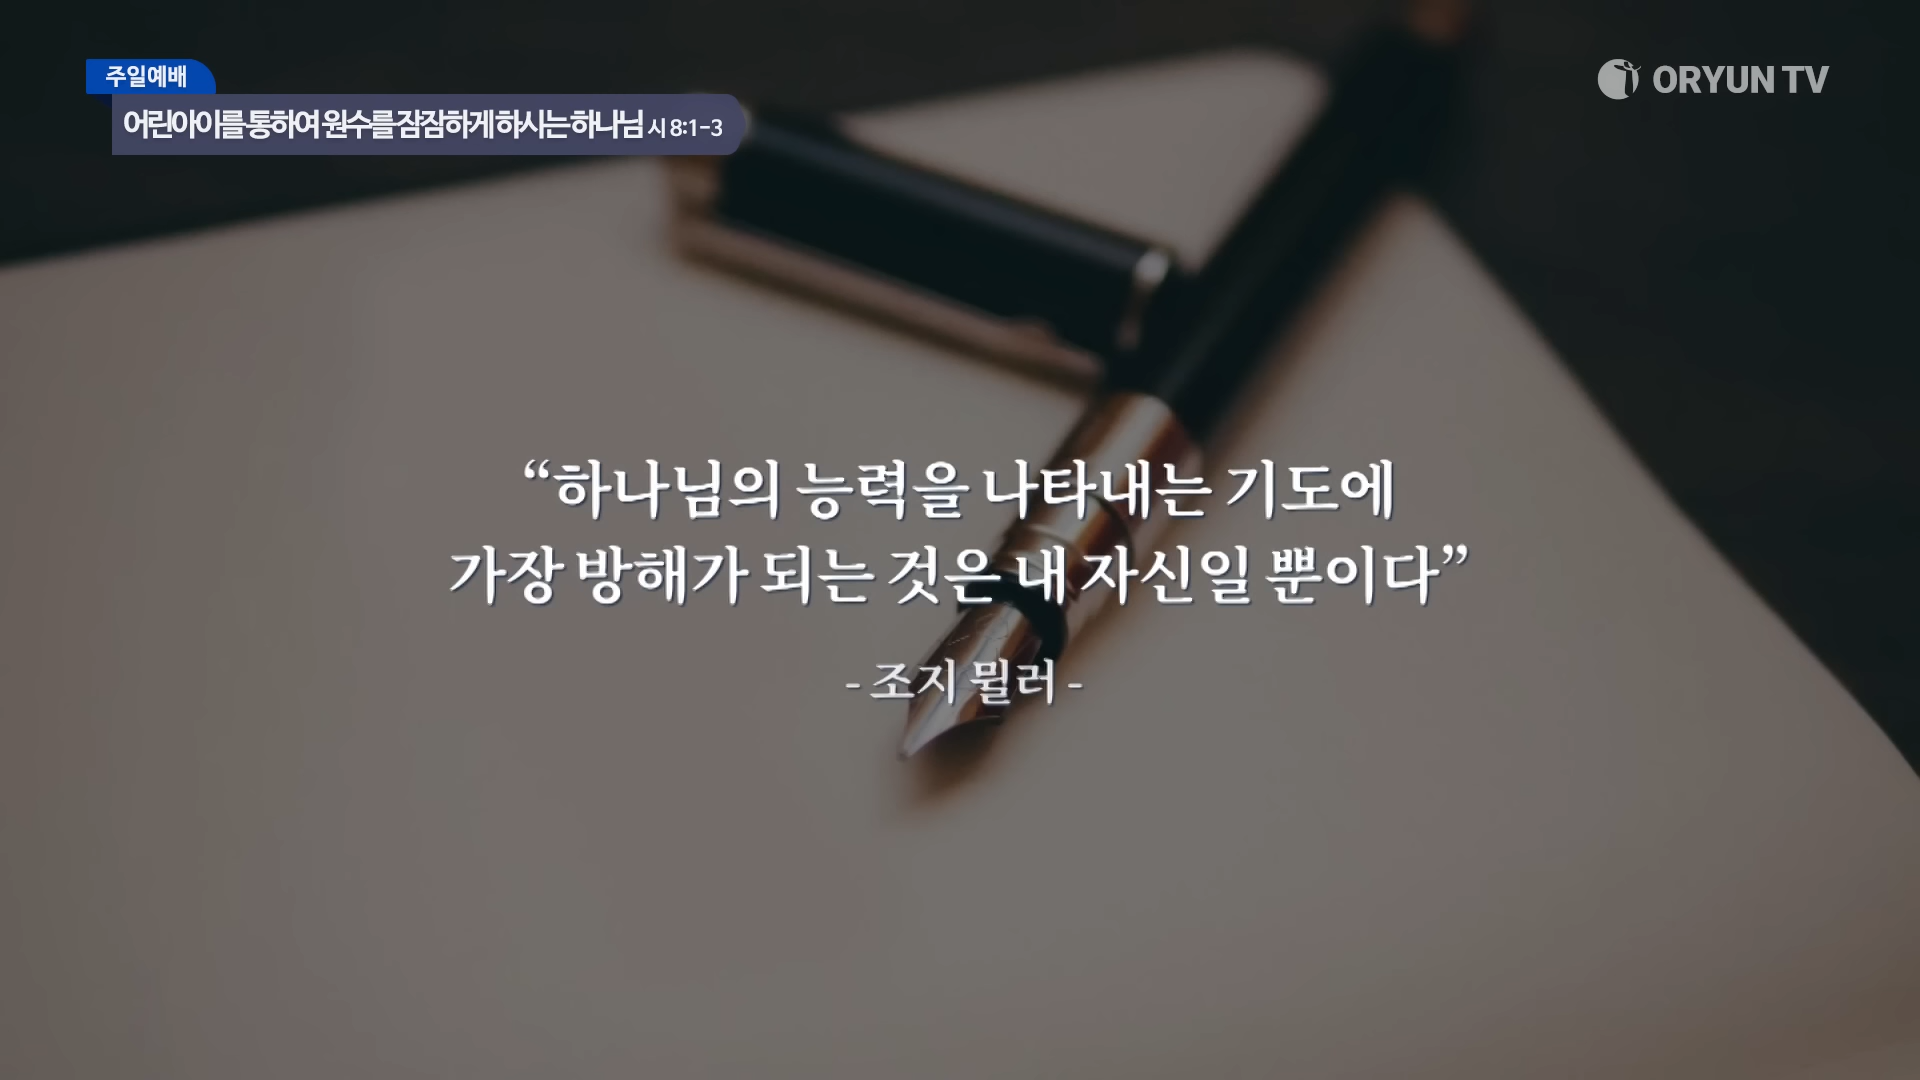 주일예배
어린아이를 통하여 원수를 잠잠하게 하시는 하나님 시 8:1-3
ORYUN TV
“하나님의 능력을 나타내는 기도에
가장 방해가 되는 것은 내 자신일 뿐이다”
- 조지 뮐러 -